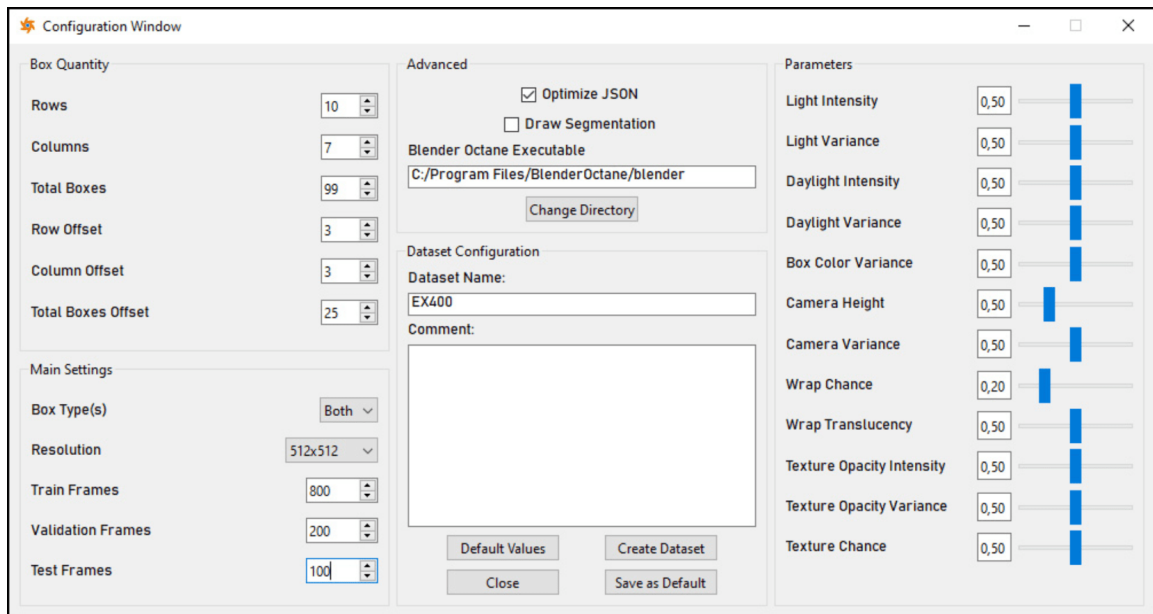 Configuration Window
Box Quantity
Rows 10
Columns 7
Total Boxes 99
Row Offset 3
Column Offset 3
Total Boxes Offset 25
Main Settings
Box Type(s) Both
Resolution 512x512
Train Frames 800
Validation Frames 200
Test Frames 100
Advanced
Optimize JSON
Draw Segmentation
Blender Octane Executable
C:/Program Files/BlenderOctane/blender
Change Directory
Dataset Configuration
Dataset Name:
EX400
Comment:
Default Values Create Dataset
Close Save as Default
Parameters
Light Intensity 0,50
Light Variance 0,50
Daylight Intensity 0,50
Daylight Variance 0,50
Box Color Variance 0,50
Camera Height 0,50
Camera Variance 0,50
Wrap Chance 0,20
Wrap Translucency 0,50
Texture Opacity Intensity 0,50
Texture Opacity Variance 0,50
Texture Chance 0,50